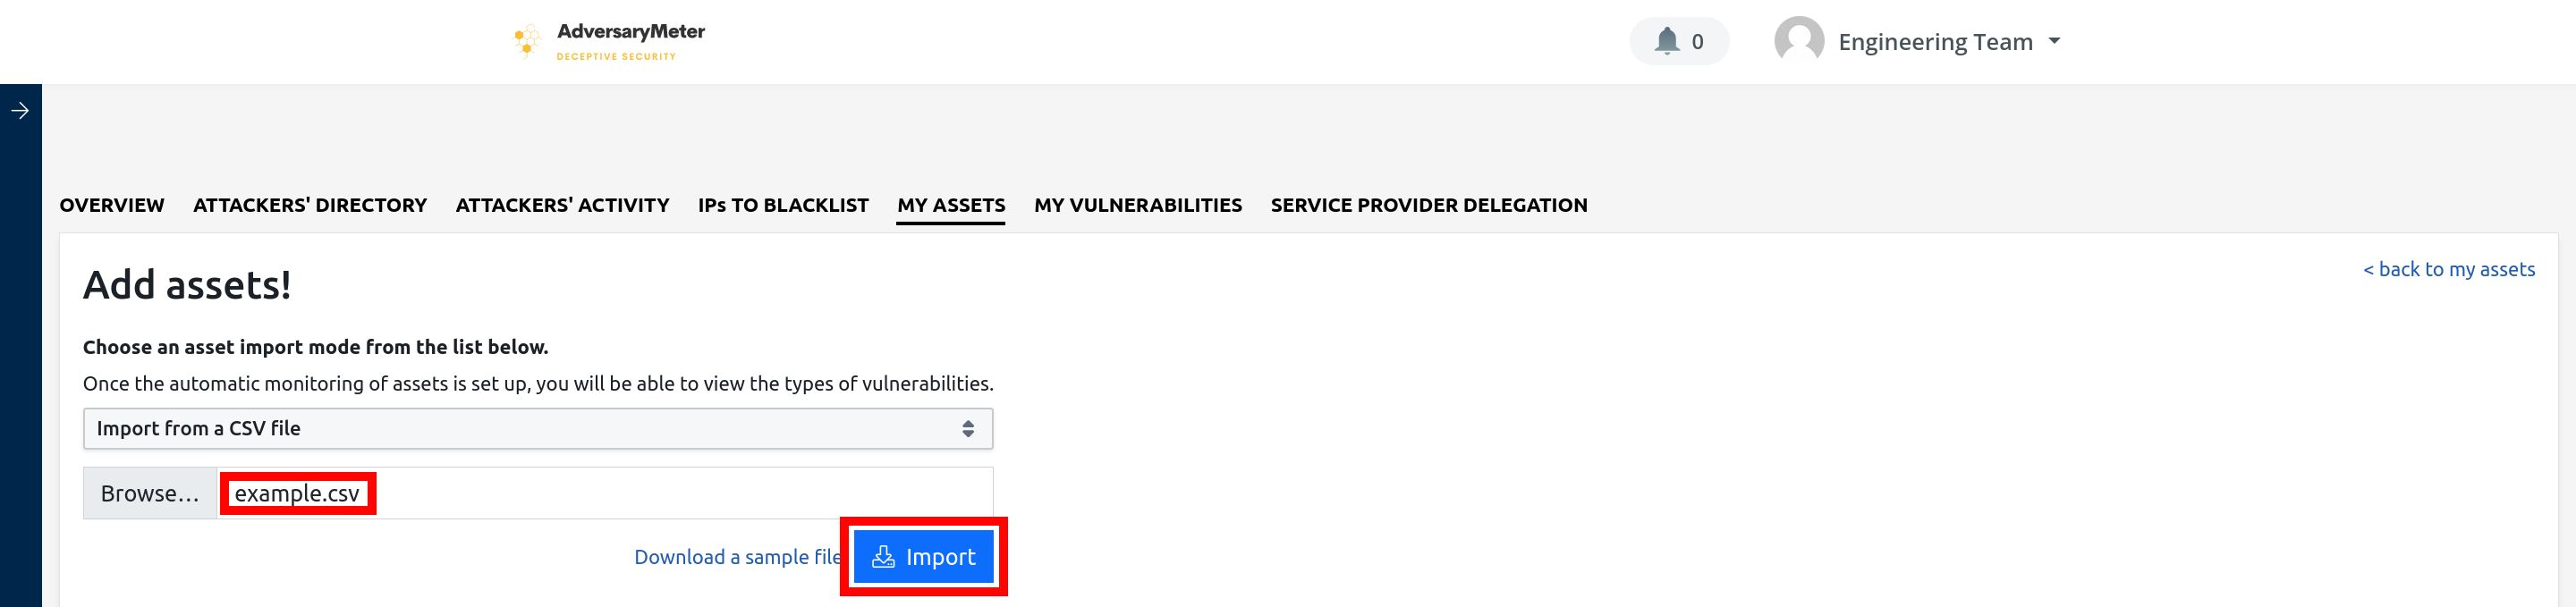 AdversaryMeter
DECEPTIVE SECURITY
0
Engineering Team
OVERVIEW ATTACKERS' DIRECTORY ATTACKERS' ACTIVITY IPs TO BLACKLIST MY ASSETS MY VULNERABILITIES SERVICE PROVIDER DELEGATION
Add assets!
< back to my assets
Choose an asset import mode from the list below.
Once the automatic monitoring of assets is set up, you will be able to view the types of vulnerabilities.
Import from a CSV file
Browse... example.csv
Download a sample file Import